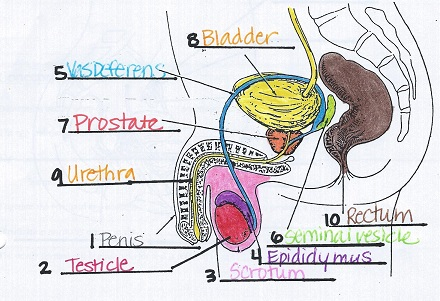 8 Bladder
5 Vas Deferens
7 Prostate
9 Urethra
10 Rectum
1 Penis
6 Seminal vesicle
2 Testicle
4 Epididymus
3 Scrotum